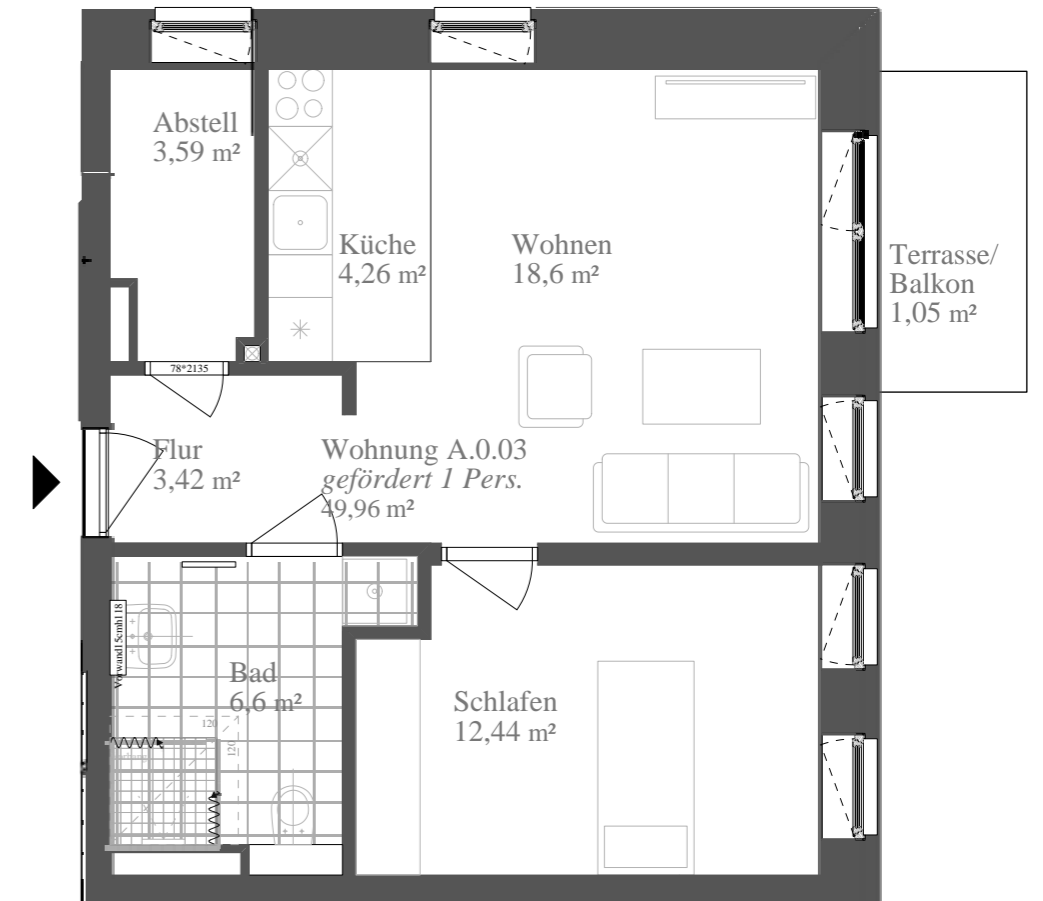 Abstell
3,59 m²
Küche
4,26 m²
Wohnen
18,6 m²
Terrasse/
Balkon
1,05 m²
78*2135
Flur
3,42 m²
Wohnung A.0.03
gefördert 1 Pers.
49,96 m²
Vorwand15cmh118
Bad
6,6 m²
120
120
Schlafen
12,44 m²